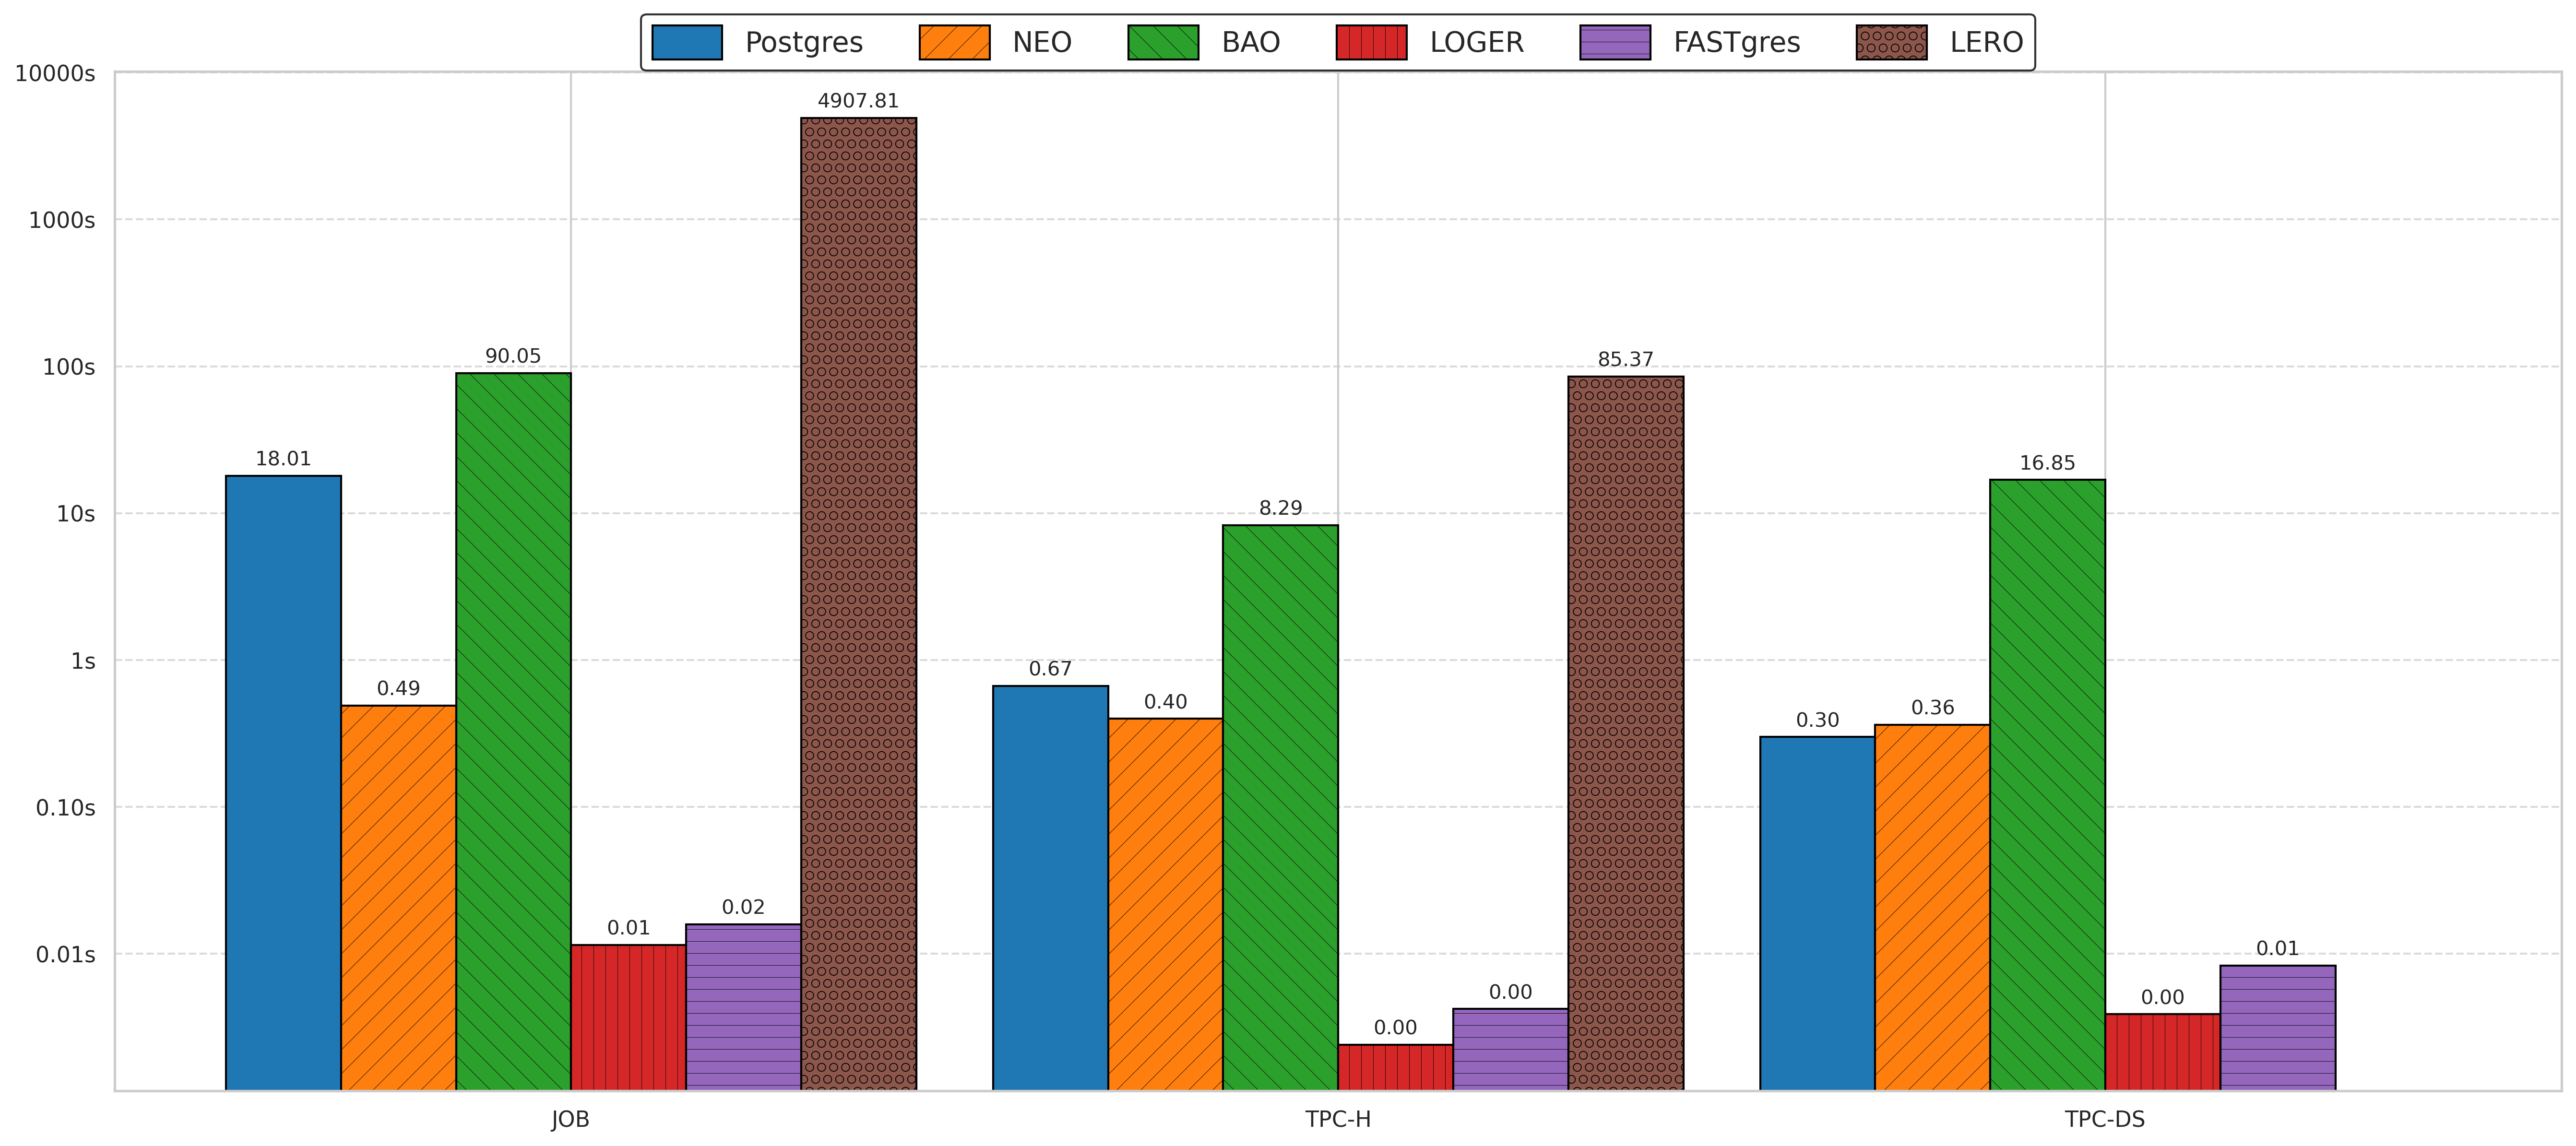 Postgres NEO BAO LOGER FASTgres LERO
10000s
1000s
100s
10s
1s
0.10s
0.01s
18.01
0.49
90.05
0.01
0.02
4907.81
0.67
0.40
8.29
0.00
0.00
85.37
0.30
0.36
16.85
0.00
0.01
JOB TPC-H TPC-DS